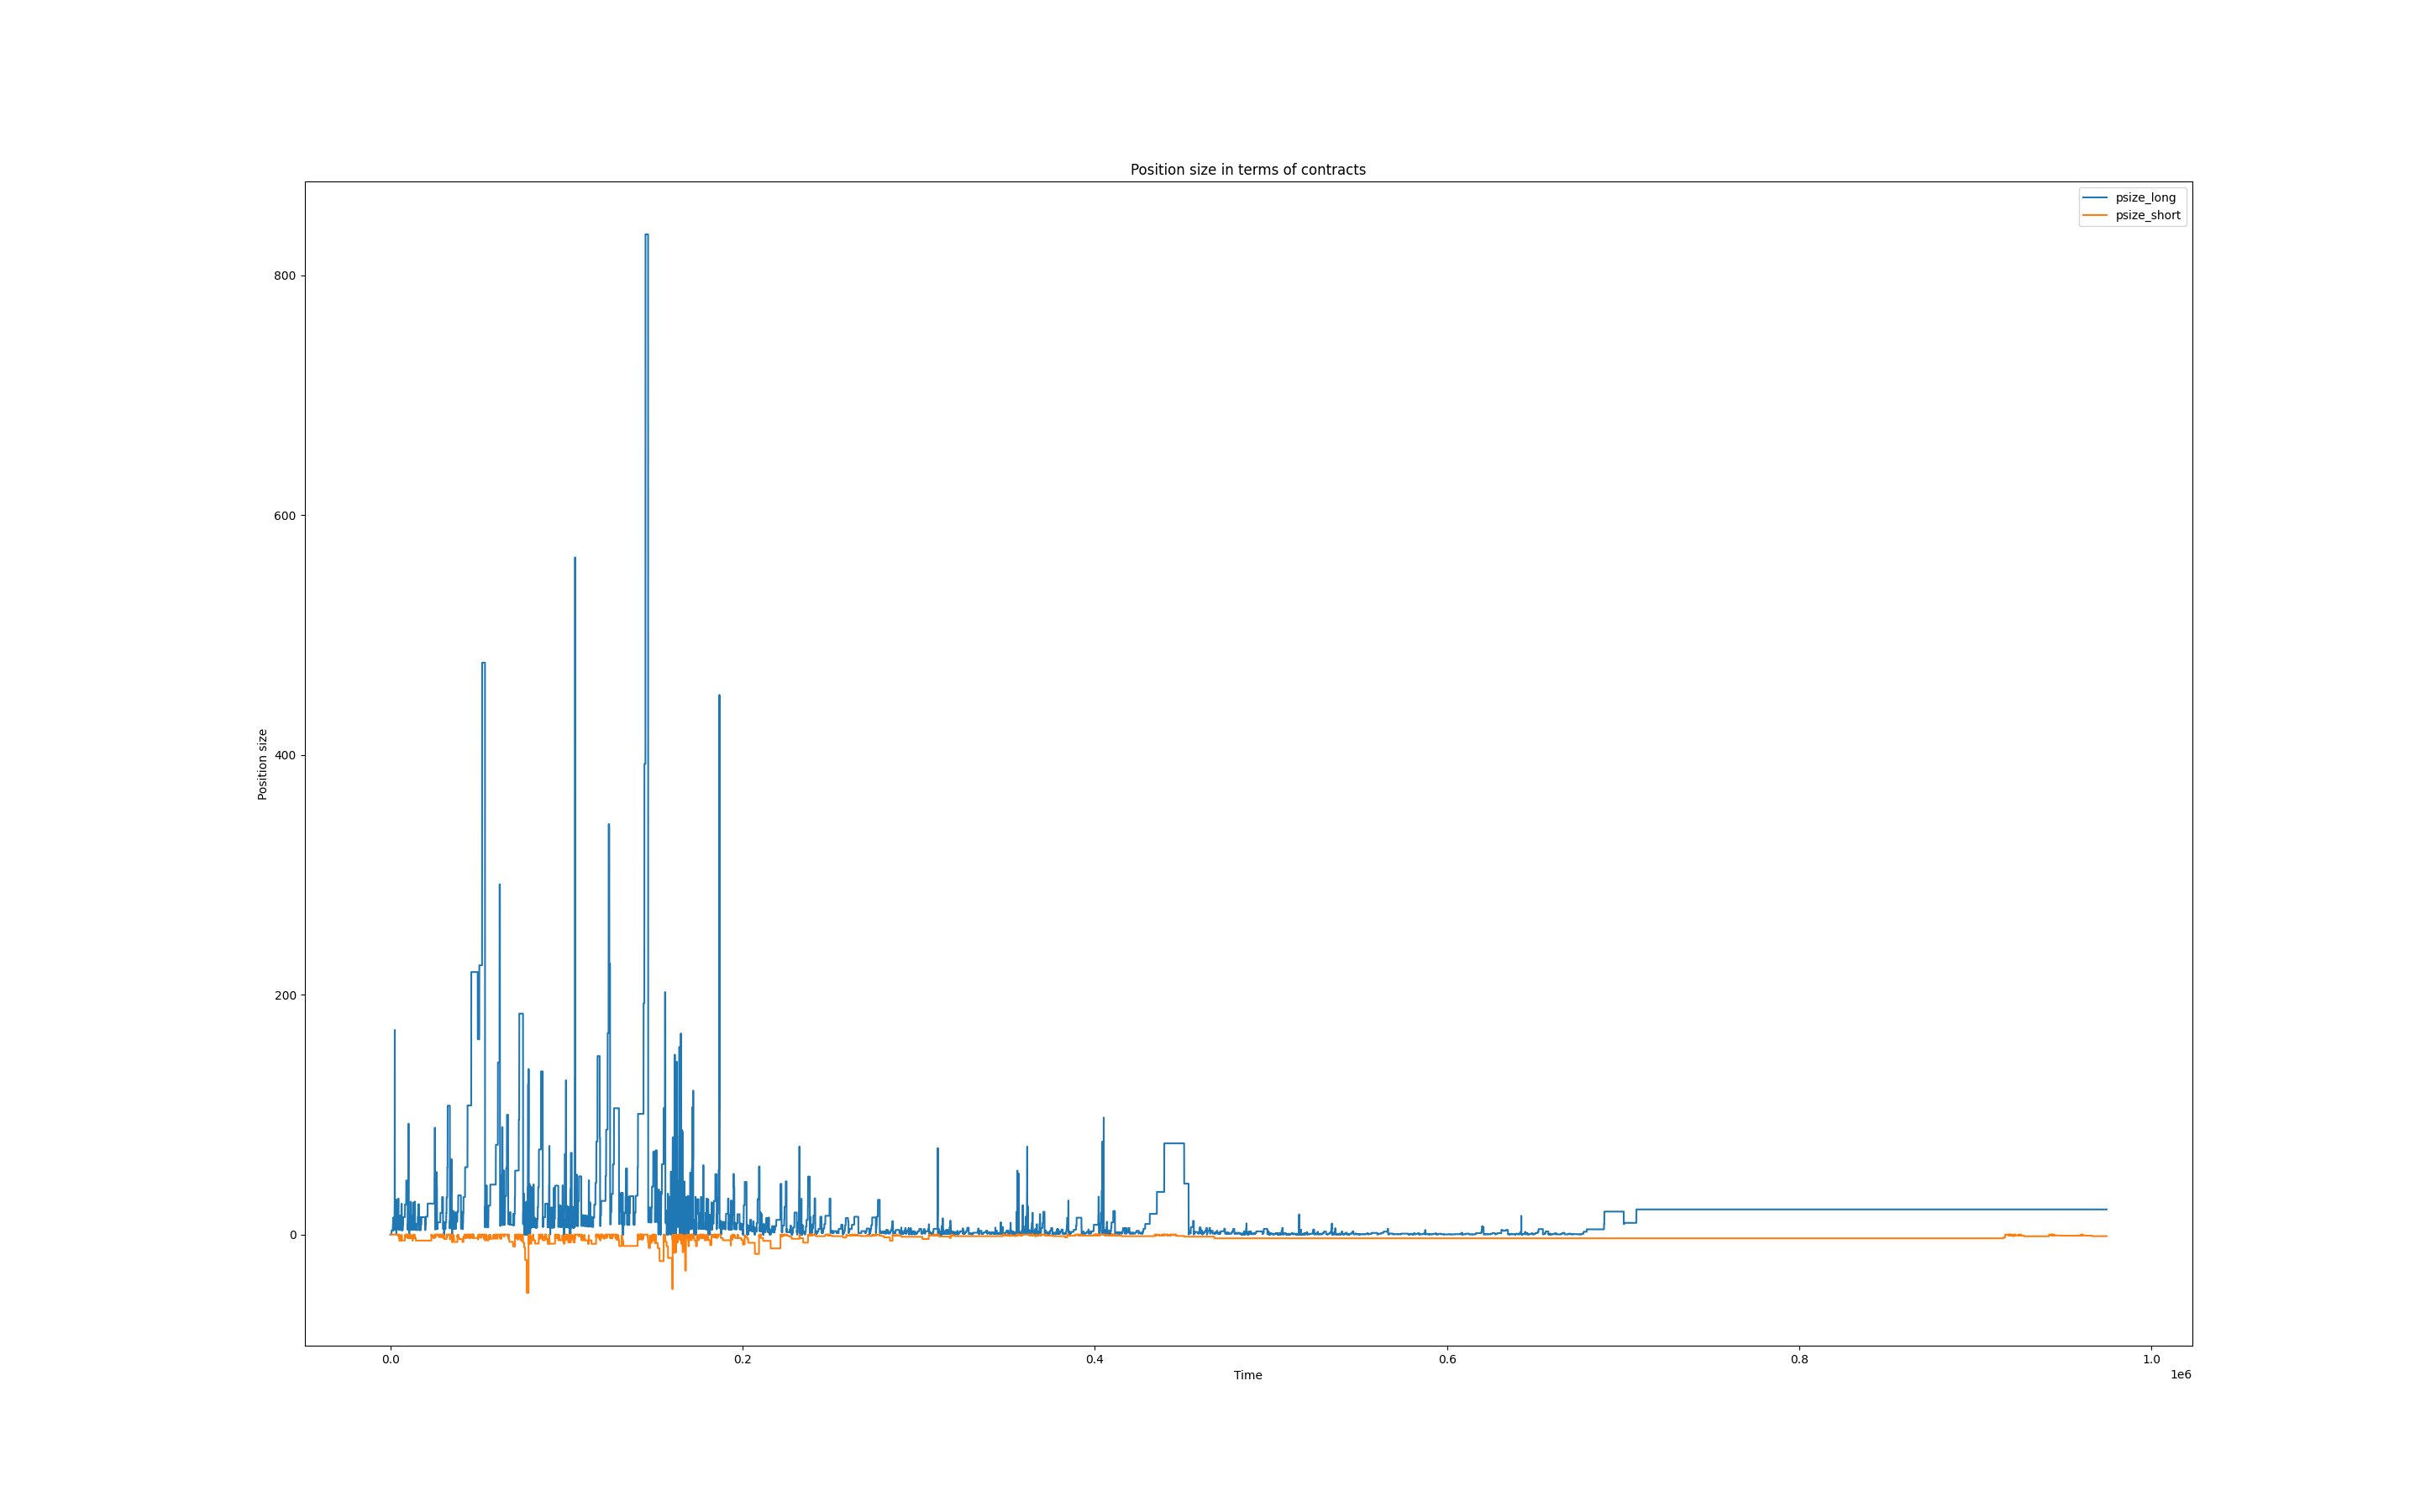 Position size in terms of contracts
psize_long
psize_short
800
600
400
200
0
Position size
0.0
0.2
0.4
0.6
0.8
1.0
Time
1e6